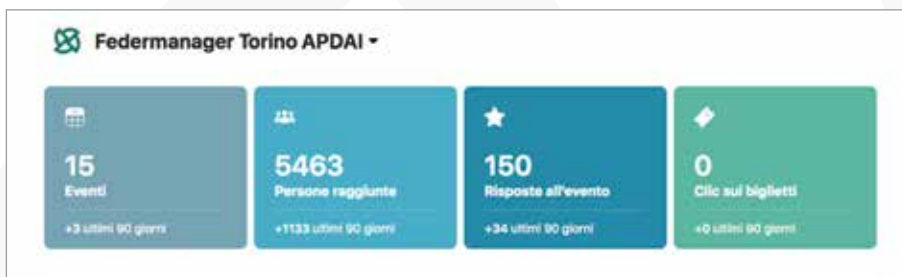 Federmanager Torino APDAI
15
Eventi
+3 ultimi 90 giorni
5463
Persone raggiunte
+1133 ultimi 90 giorni
150
Risposte all'evento
+34 ultimi 90 giorni
0
Clic sui biglietti
+0 ultimi 90 giorni